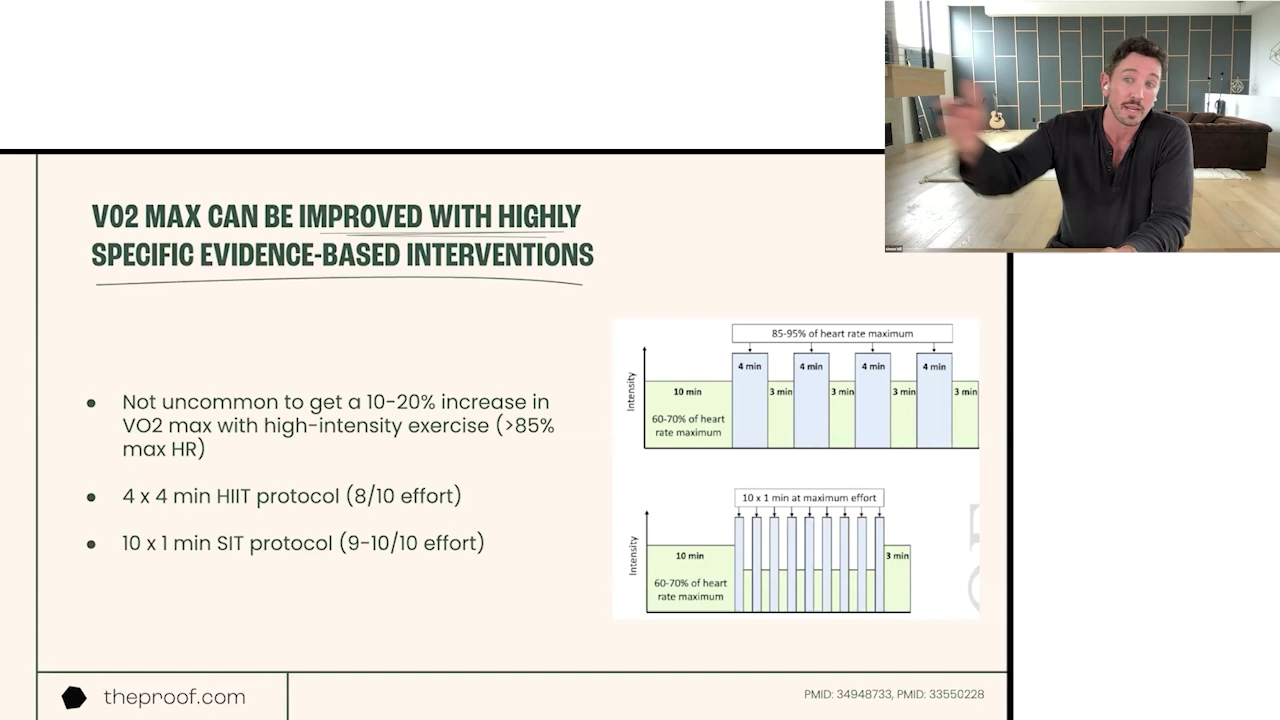 VO2 MAX CAN BE IMPROVED WITH HIGHLY
SPECIFIC EVIDENCE-BASED INTERVENTIONS
● Not uncommon to get a 10-20% increase in
VO2 max with high-intensity exercise (>85%
max HR)
● 4 x 4 min HIIT protocol (8/10 effort)
● 10 x 1 min SIT protocol (9-10/10 effort)
85-95% of heart rate maximum
4 min 4 min 4 min 4 min
10 min 3 min 3 min 3 min 3 min
60-70% of heart
rate maximum
Intensity
10 x 1 min at maximum effort
10 min 3 min
60-70% of heart
rate maximum
Intensity
theproof.com
PMID: 34948733, PMID: 33550228